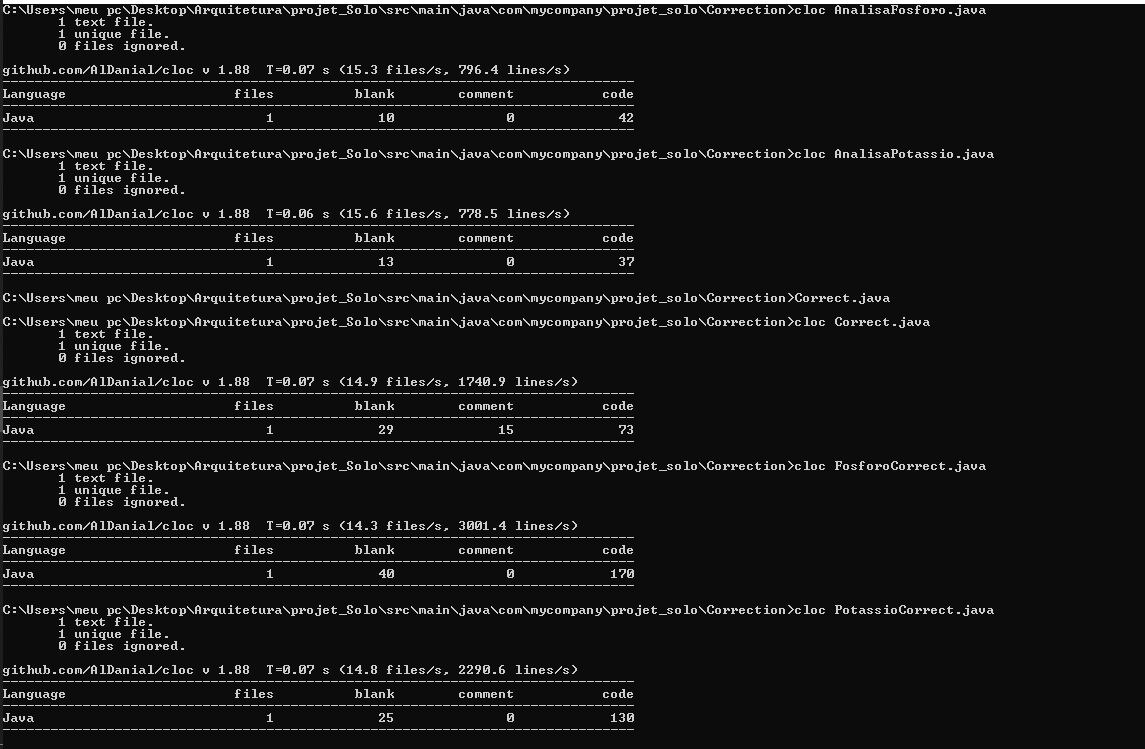 C:\Users\meu pc\Desktop\Arquitetura\projet_Solo\src\main\java\com\mycompany\projet_solo\Correction>cloc AnalisaFosforo.java
1 text file.
1 unique file.
0 files ignored.
github.com/AlDanial/cloc v 1.88  T=0.07 s (15.3 files/s, 796.4 lines/s)
Language files blank comment code
Java 1 10 0 42
C:\Users\meu pc\Desktop\Arquitetura\projet_Solo\src\main\java\com\mycompany\projet_solo\Correction>cloc AnalisaPotassio.java
1 text file.
1 unique file.
0 files ignored.
github.com/AlDanial/cloc v 1.88  T=0.06 s (15.6 files/s, 778.5 lines/s)
Language files blank comment code
Java 1 13 0 37
C:\Users\meu pc\Desktop\Arquitetura\projet_Solo\src\main\java\com\mycompany\projet_solo\Correction>Correct.java
C:\Users\meu pc\Desktop\Arquitetura\projet_Solo\src\main\java\com\mycompany\projet_solo\Correction>cloc Correct.java
1 text file.
1 unique file.
0 files ignored.
github.com/AlDanial/cloc v 1.88  T=0.07 s (14.9 files/s, 1740.9 lines/s)
Language files blank comment code
Java 1 29 15 73
C:\Users\meu pc\Desktop\Arquitetura\projet_Solo\src\main\java\com\mycompany\projet_solo\Correction>cloc FosforoCorrect.java
1 text file.
1 unique file.
0 files ignored.
github.com/AlDanial/cloc v 1.88  T=0.07 s (14.3 files/s, 3001.4 lines/s)
Language files blank comment code
Java 1 40 0 170
C:\Users\meu pc\Desktop\Arquitetura\projet_Solo\src\main\java\com\mycompany\projet_solo\Correction>cloc PotassioCorrect.java
1 text file.
1 unique file.
0 files ignored.
github.com/AlDanial/cloc v 1.88  T=0.07 s (14.8 files/s, 2290.6 lines/s)
Language files blank comment code
Java 1 25 0 130